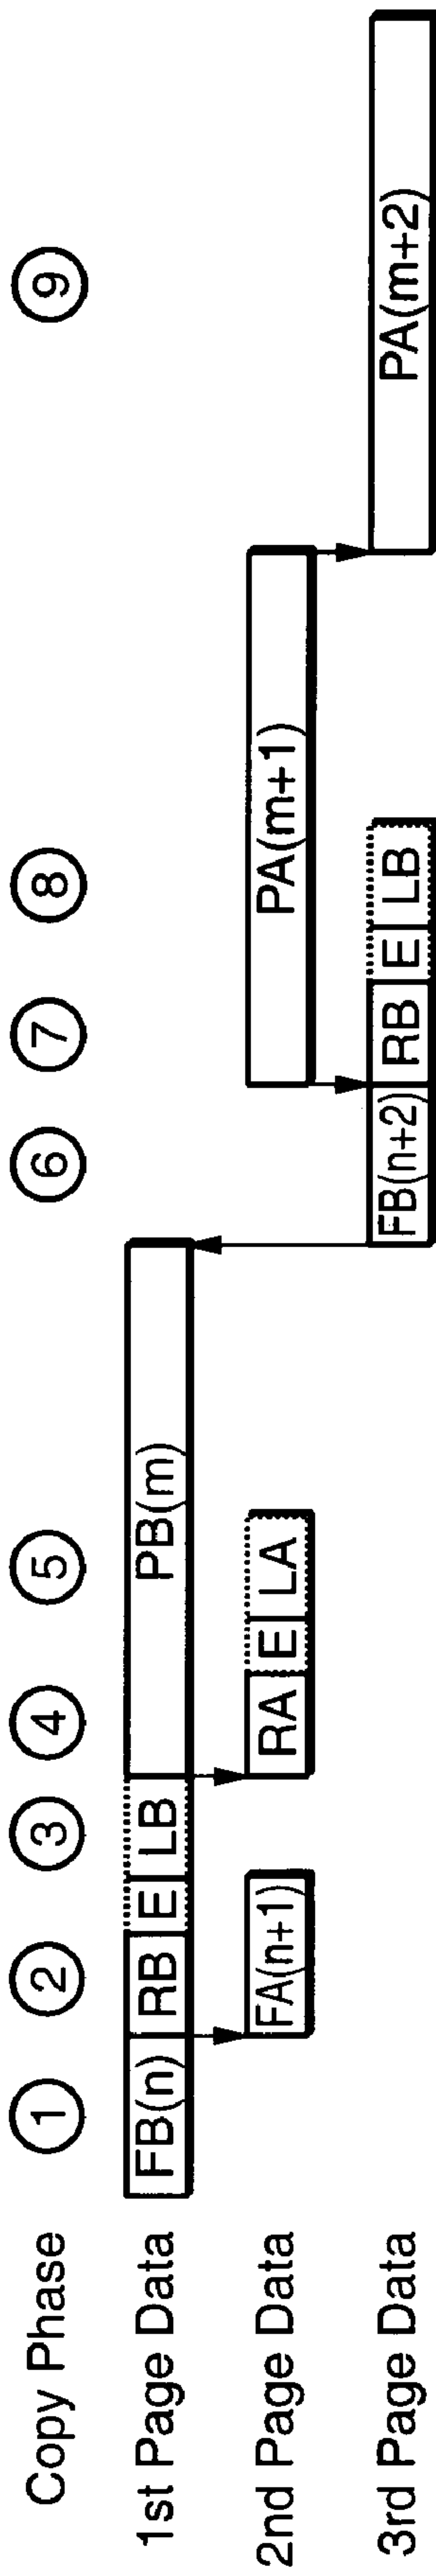 Copy Phase 1 2 3 4 5 6 7 8 9
1st Page Data FB(n) RB E LB PB(m)
2nd Page Data FA(n+1) RA E LA PA(m+1)
3rd Page Data FB(n+2) RB E LB PA(m+2)